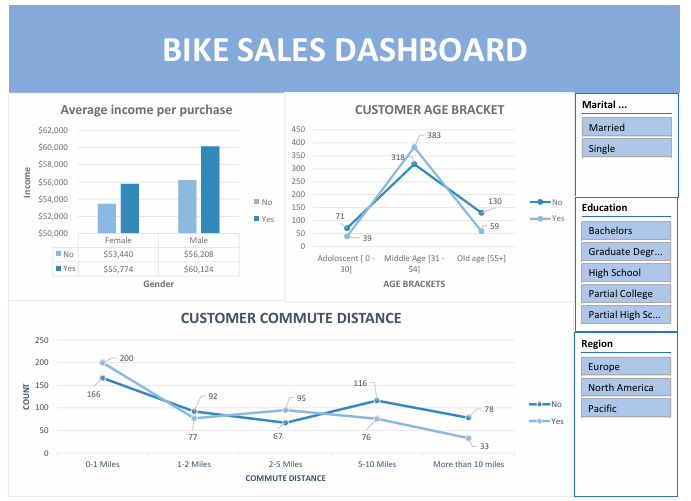 BIKE SALES DASHBOARD
Average income per purchase
$62,000
$60,000
$58,000
$56,000
$54,000
$52,000
$50,000
Income
Female
Male
No
$53,440
$56,208
Yes
$55,774
$60,124
Gender
No
Yes
CUSTOMER AGE BRACKET
450
400
350
300
250
200
150
100
50
0
71
39
318
383
130
59
Adoloscent [ 0 -
30]
Middle Age [31 -
54]
Old age [55+]
AGE BRACKETS
No
Yes
Marital ...
Married
Single
Education
Bachelors
Graduate Degr...
High School
Partial College
Partial High Sc...
Region
Europe
North America
Pacific
CUSTOMER COMMUTE DISTANCE
250
200
150
100
50
0
COUNT
200
166
92
77
95
67
116
76
78
33
0-1 Miles
1-2 Miles
2-5 Miles
5-10 Miles
More than 10 miles
COMMUTE DISTANCE
No
Yes